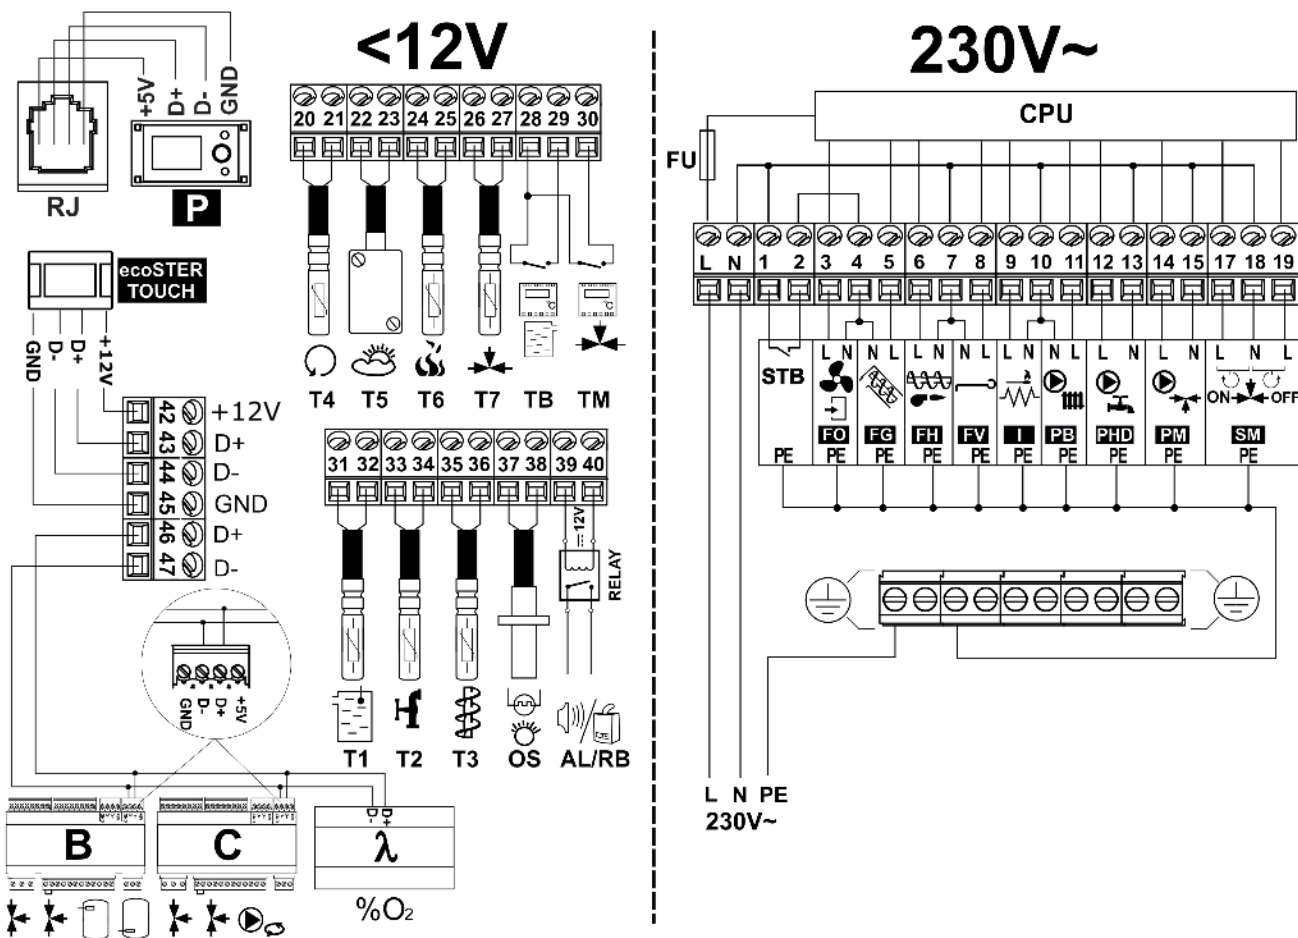 <12V
230V~
+5V
D+
D-
GND
RJ
P
ecoSTER
TOUCH
GND
D-
D+
+12V
42 +12V
43 D+
44 D-
45 GND
46 D+
47 D-
GND
D-
D+
+5V
B
C
λ
D-
D+
%O₂
20 21 22 23 24 25 26 27 28 29 30
°C
°C
T4 T5 T6 T7 TB TM
31 32 33 34 35 36 37 38 39 40
12V
RELAY
T1 T2 T3 OS AL/RB
CPU
FU
L N 1 2 3 4 5 6 7 8 9 10 11 12 13 14 15 17 18 19
STB
L N N L L N N L L N N L L N L N L N L
ON OFF
FO FG FH FV I PB PHD PM SM
PE PE PE PE PE PE PE PE PE PE
L N PE
230V~